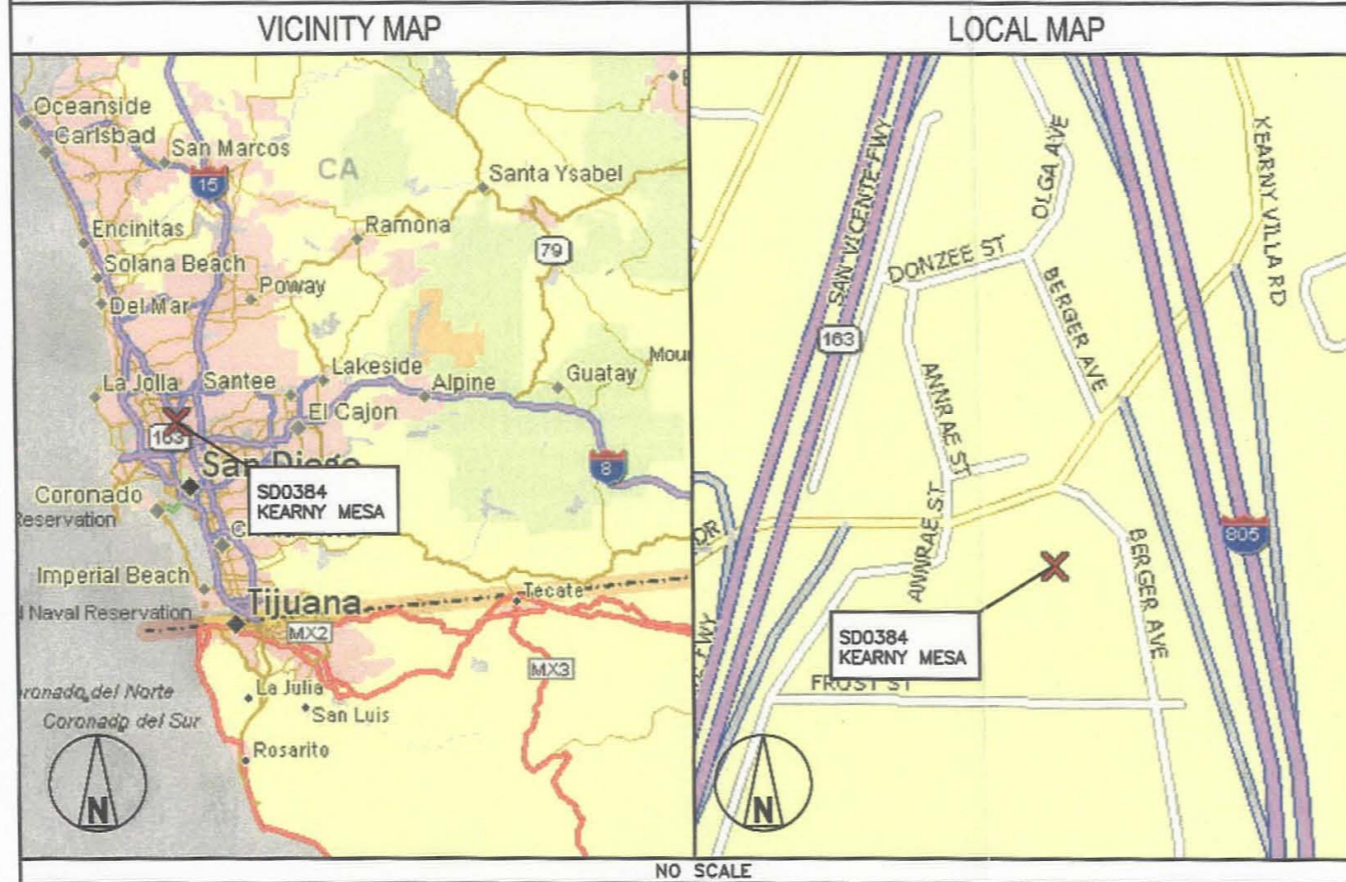 VICINITY MAP
LOCAL MAP
Oceanside
Carlsbad
San Marcos
15
CA
Santa Ysabel
Encinitas
Ramona
79
Solana Beach
Poway
Del Mar
La Jolla
Santee
Lakeside
Alpine
Guatay
El Cajon
163
San Diego
8
SD0384
KEARNY MESA
Coronado
Reservation
Imperial Beach
Naval Reservation
Tijuana
Tecate
MX2
MX3
La Julia
San Luis
del Norte
Coronado del Sur
Rosarito
N
SAN VICENTE FWY
OLGA AVE
KEARNY VILLA RD
DONZEE ST
BERGER AVE
163
ANNRAE ST
ANNRAE ST
DR
805
BERGER AVE
SD0384
KEARNY MESA
FWY
FROST ST
N
NO SCALE